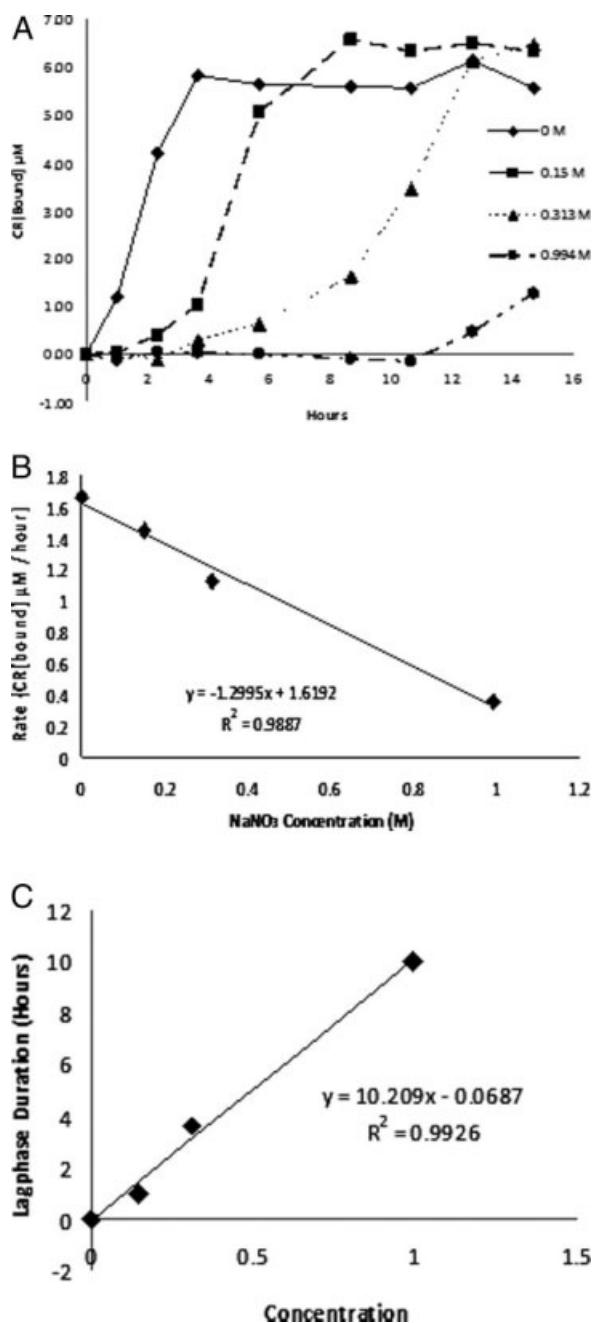 A
7.00
6.00
5.00
4.00
3.00
2.00
1.00
0.00
-1.00
CR[Bound] µM
0 2 4 6 8 10 12 14 16
Hours
0 M
0.15 M
0.313 M
0.994 M
B
1.8
1.6
1.4
1.2
1
0.8
0.6
0.4
0.2
0
Rate {CR[bound] µM / hour]
y = -1.2995x + 1.6192
R² = 0.9887
0 0.2 0.4 0.6 0.8 1 1.2
NaNO₃ Concentration (M)
C
12
10
8
6
4
2
0
-2
Lagphase Duration (Hours)
y = 10.209x - 0.0687
R² = 0.9926
0 0.5 1 1.5
Concentration